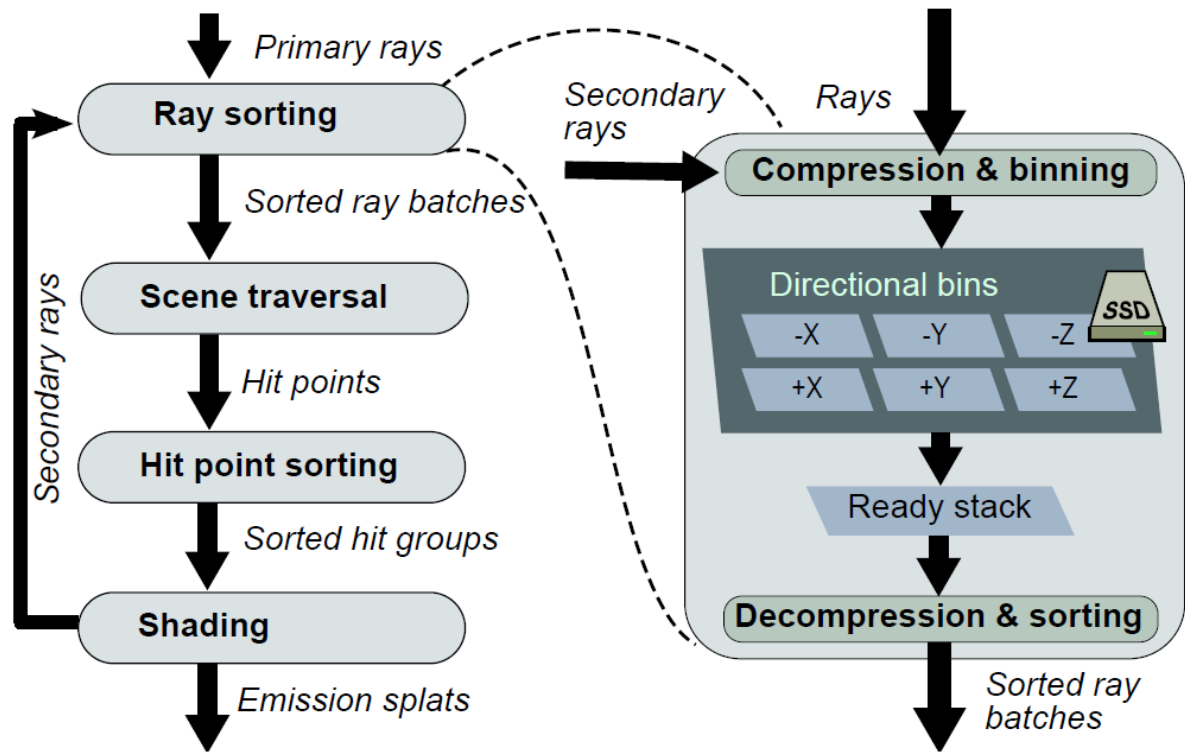 Primary rays
Ray sorting
Sorted ray batches
Scene traversal
Hit points
Hit point sorting
Sorted hit groups
Shading
Emission splats
Secondary rays
Secondary
rays
Rays
Compression & binning
Directional bins
SSD
-X -Y -Z
+X +Y +Z
Ready stack
Decompression & sorting
Sorted ray
batches